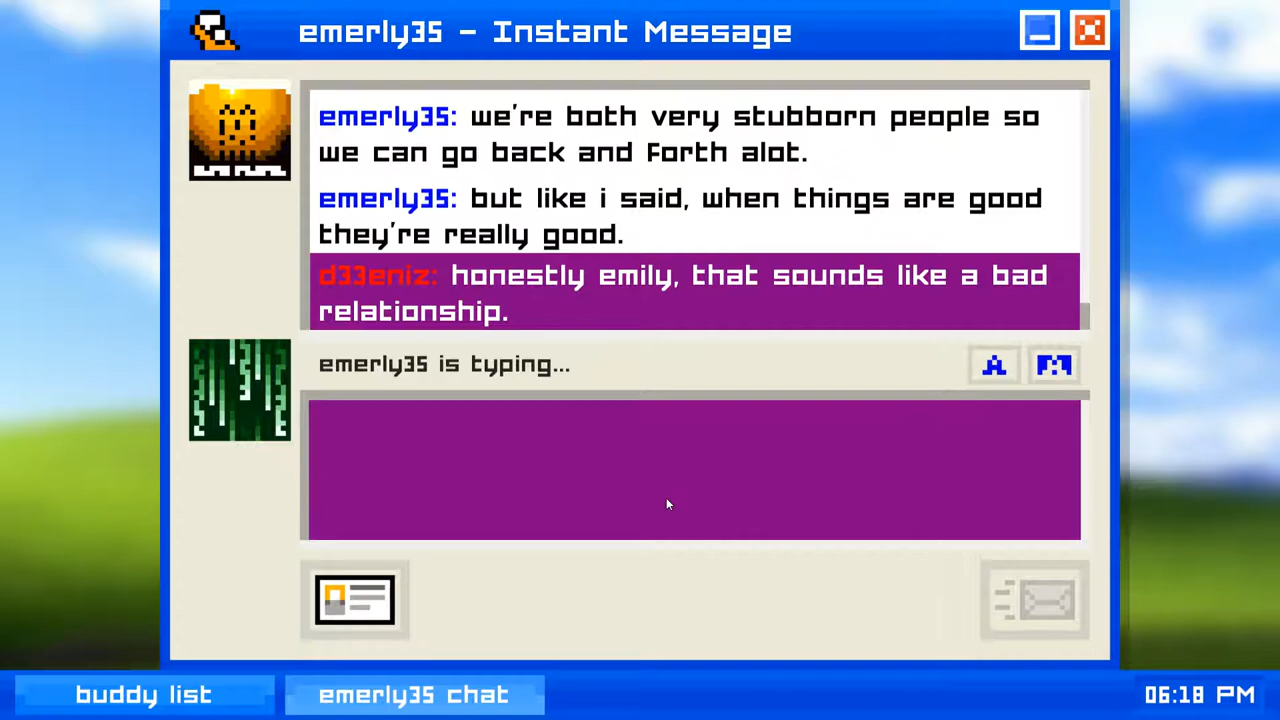 emerly35 - Instant Message
emerly35: we're both very stubborn people so
we can go back and forth alot.
emerly35: but like i said, when things are good
they're really good.
d33eniz: honestly emily, that sounds like a bad
relationship.
emerly35 is typing...
A
buddy list
emerly35 chat
06:18 PM